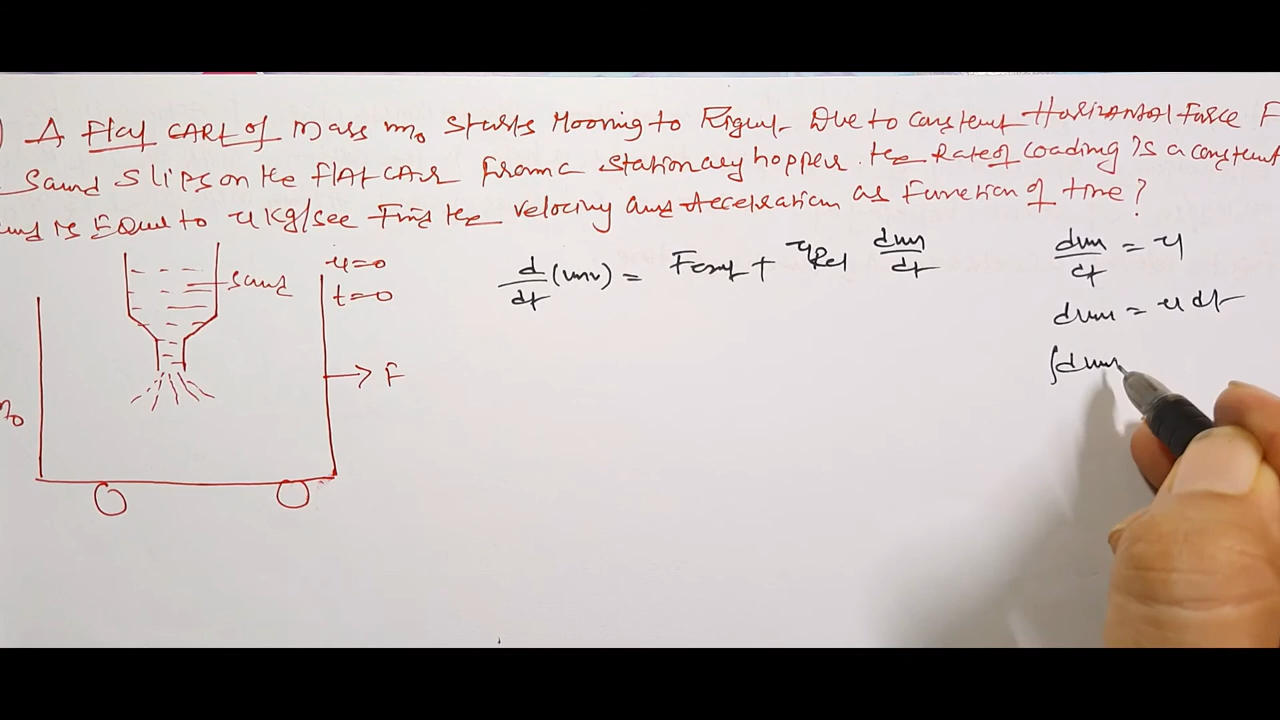 ) A Flat CART of Mass m₀ starts Moving to Right Due to constent Horizontal Force F
Sand Slips on the flat car from a stationary hopper. the Rate of loading Is a constant
and is Equal to μ kg/sec Find the velocity and Acceleration as Function of time?
sand
u=0
t=0
→ F
m₀
d/dt (mv) = Fext + uRel dm/dt
dm/dt = μ
dm = μ dt
∫dm